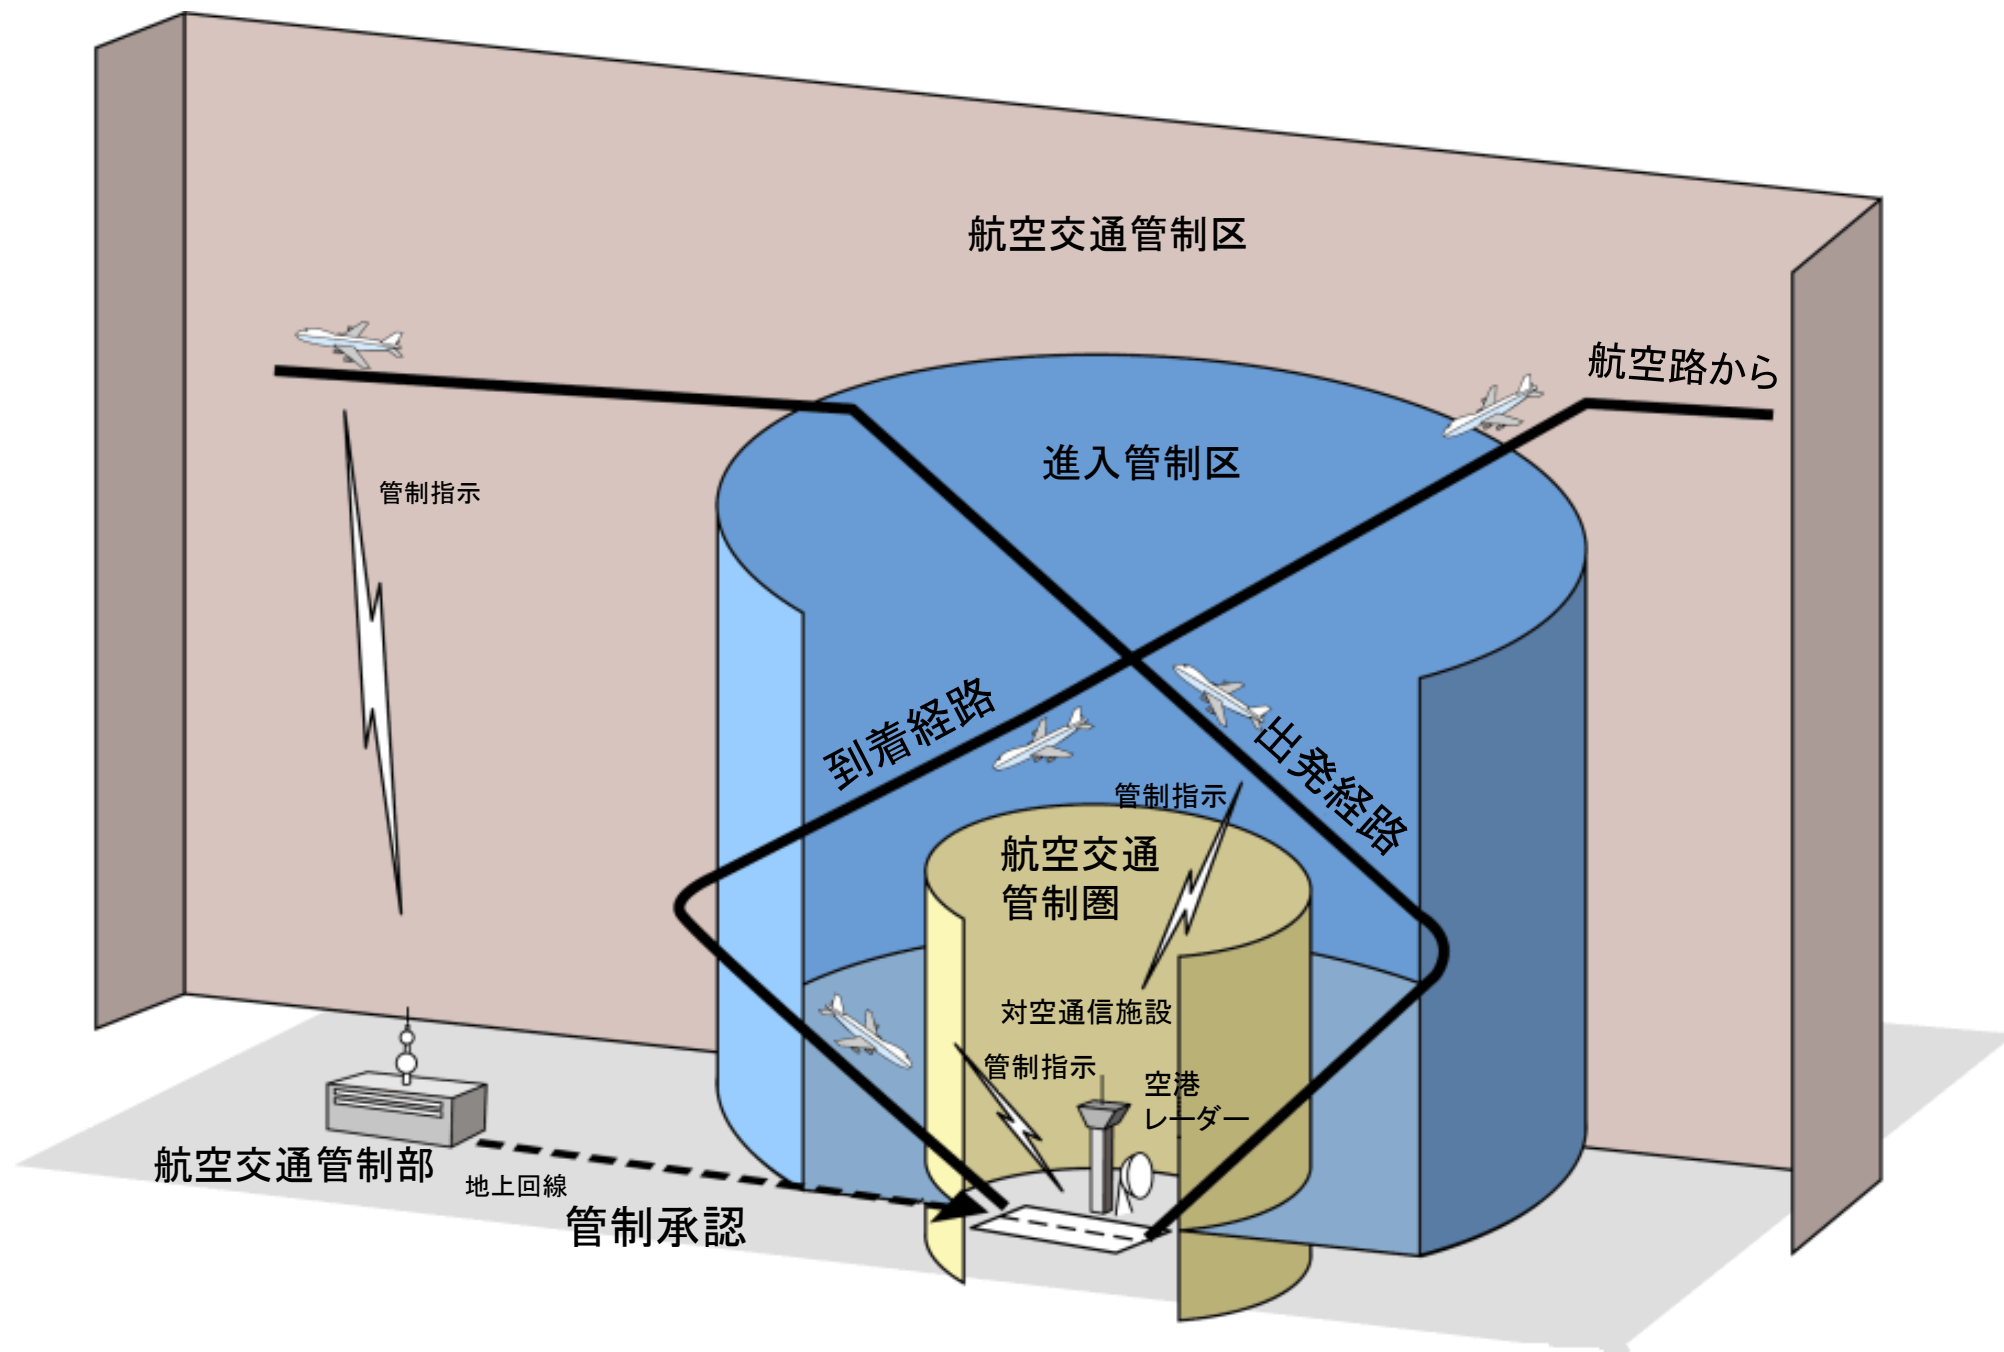 航空交通管制区
航空路から
進入管制区
管制指示
到着経路
出発経路
管制指示
航空交通
管制圏
対空通信施設
管制指示
空港
レーダー
航空交通管制部
地上回線
管制承認